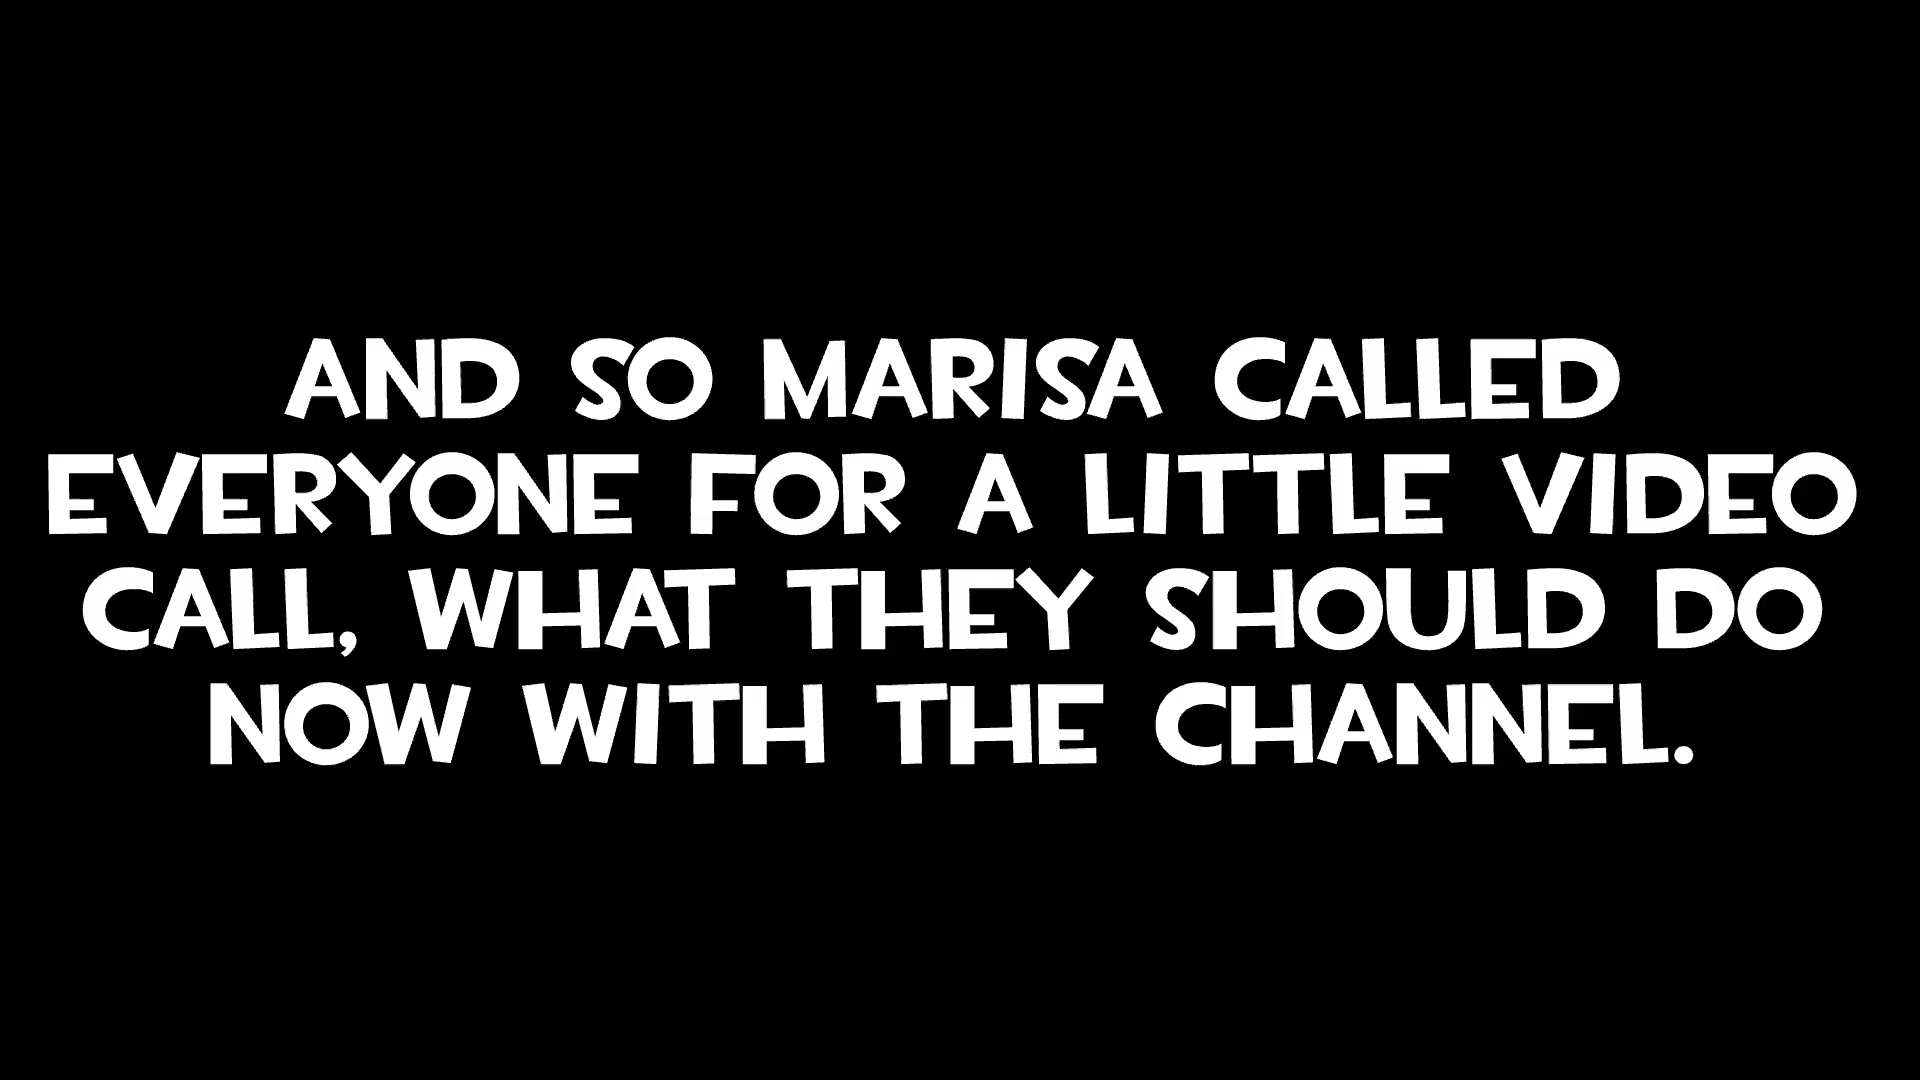 AND SO MARISA CALLED
EVERYONE FOR A LITTLE VIDEO
CALL, WHAT THEY SHOULD DO
NOW WITH THE CHANNEL.